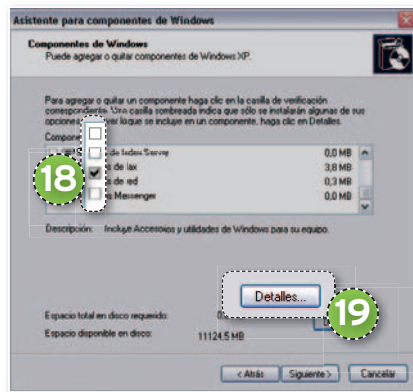 Asistente para componentes de Windows
Componentes de Windows
Puede agregar o quitar componentes de Windows XP.
Para agregar o quitar un componente haga clic en la casilla de verificación
correspondiente. Una casilla sombreada indica que sólo se instalarán algunas de sus
opciones. ver lo que se incluye en un componente, haga clic en Detalles.
Compone
de Index Server 0,0 MB
de fax 3,8 MB
de red 0,3 MB
Messenger 0,0 MB
18
Descripción: Incluye Accesorios y utilidades de Windows para su equipo.
Detalles...
19
Espacio total en disco requerido:
Espacio disponible en disco: 11124.5 MB
< Atrás Siguiente > Cancelar